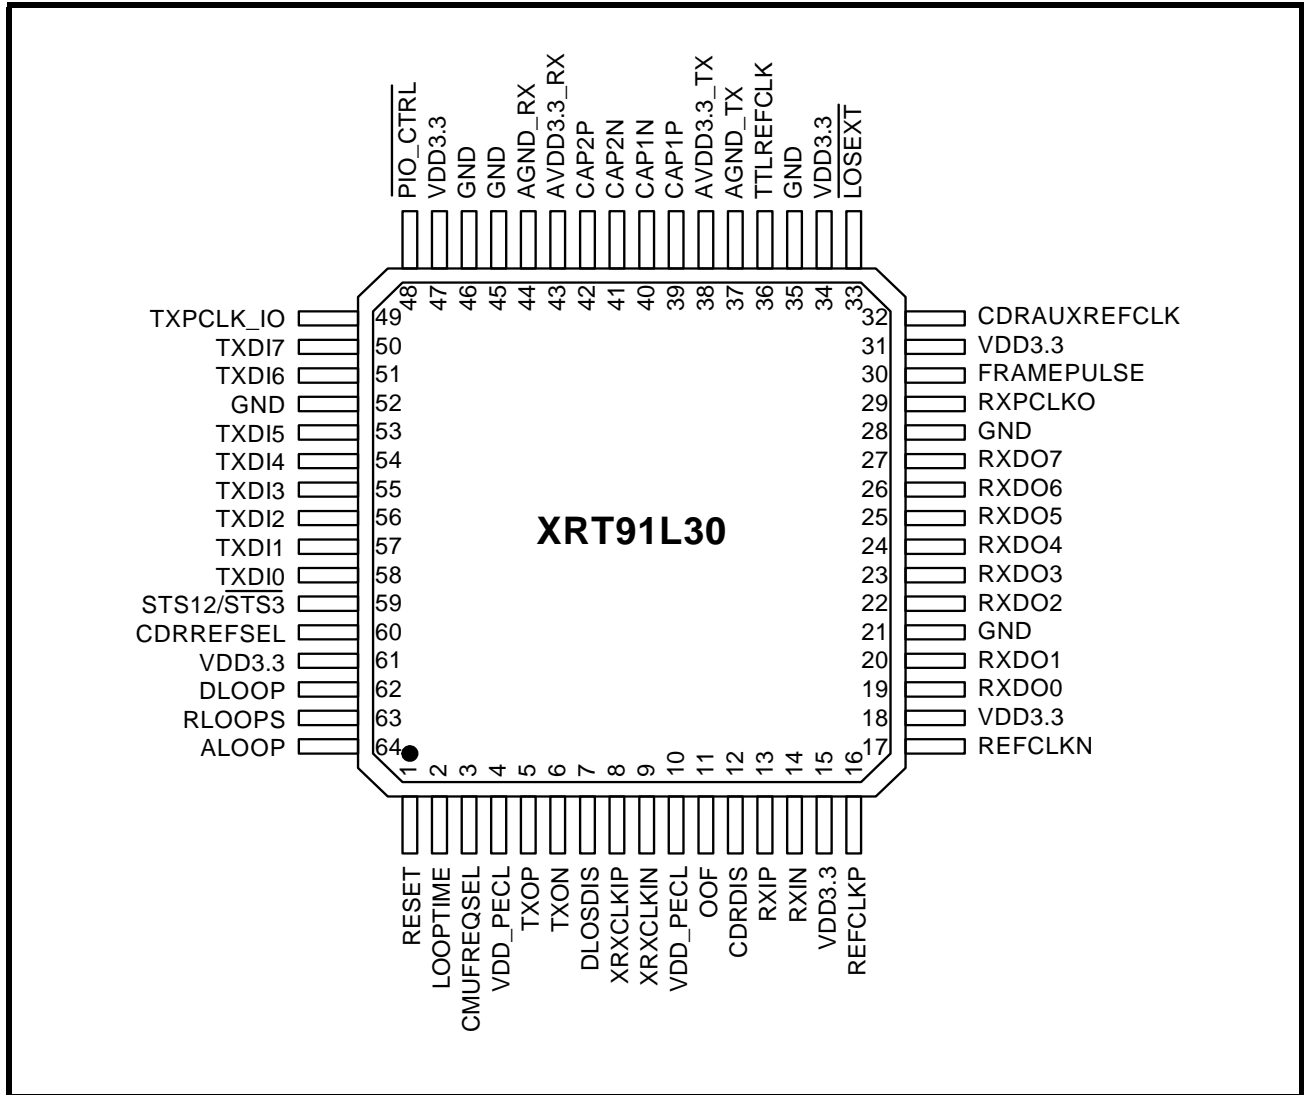 PIO_CTRL
VDD3.3
GND
GND
AGND_RX
AVDD3.3_RX
CAP2P
CAP2N
CAP1N
CAP1P
AVDD3.3_TX
AGND_TX
TTLREFCLK
GND
VDD3.3
LOSEXT
48
47
46
45
44
43
42
41
40
39
38
37
36
35
34
33
TXPCLK_IO 49
TXDI7 50
TXDI6 51
GND 52
TXDI5 53
TXDI4 54
TXDI3 55
TXDI2 56
TXDI1 57
TXDI0 58
STS12/STS3 59
CDRREFSEL 60
VDD3.3 61
DLOOP 62
RLOOPS 63
ALOOP 64
XRT91L30
32 CDRAUXREFCLK
31 VDD3.3
30 FRAMEPULSE
29 RXPCLKO
28 GND
27 RXDO7
26 RXDO6
25 RXDO5
24 RXDO4
23 RXDO3
22 RXDO2
21 GND
20 RXDO1
19 RXDO0
18 VDD3.3
17 REFCLKN
1
2
3
4
5
6
7
8
9
10
11
12
13
14
15
16
RESET
LOOPTIME
CMUFREQSEL
VDD_PECL
TXOP
TXON
DLOSDIS
XRXCLKIP
XRXCLKIN
VDD_PECL
OOF
CDRDIS
RXIP
RXIN
VDD3.3
REFCLKP